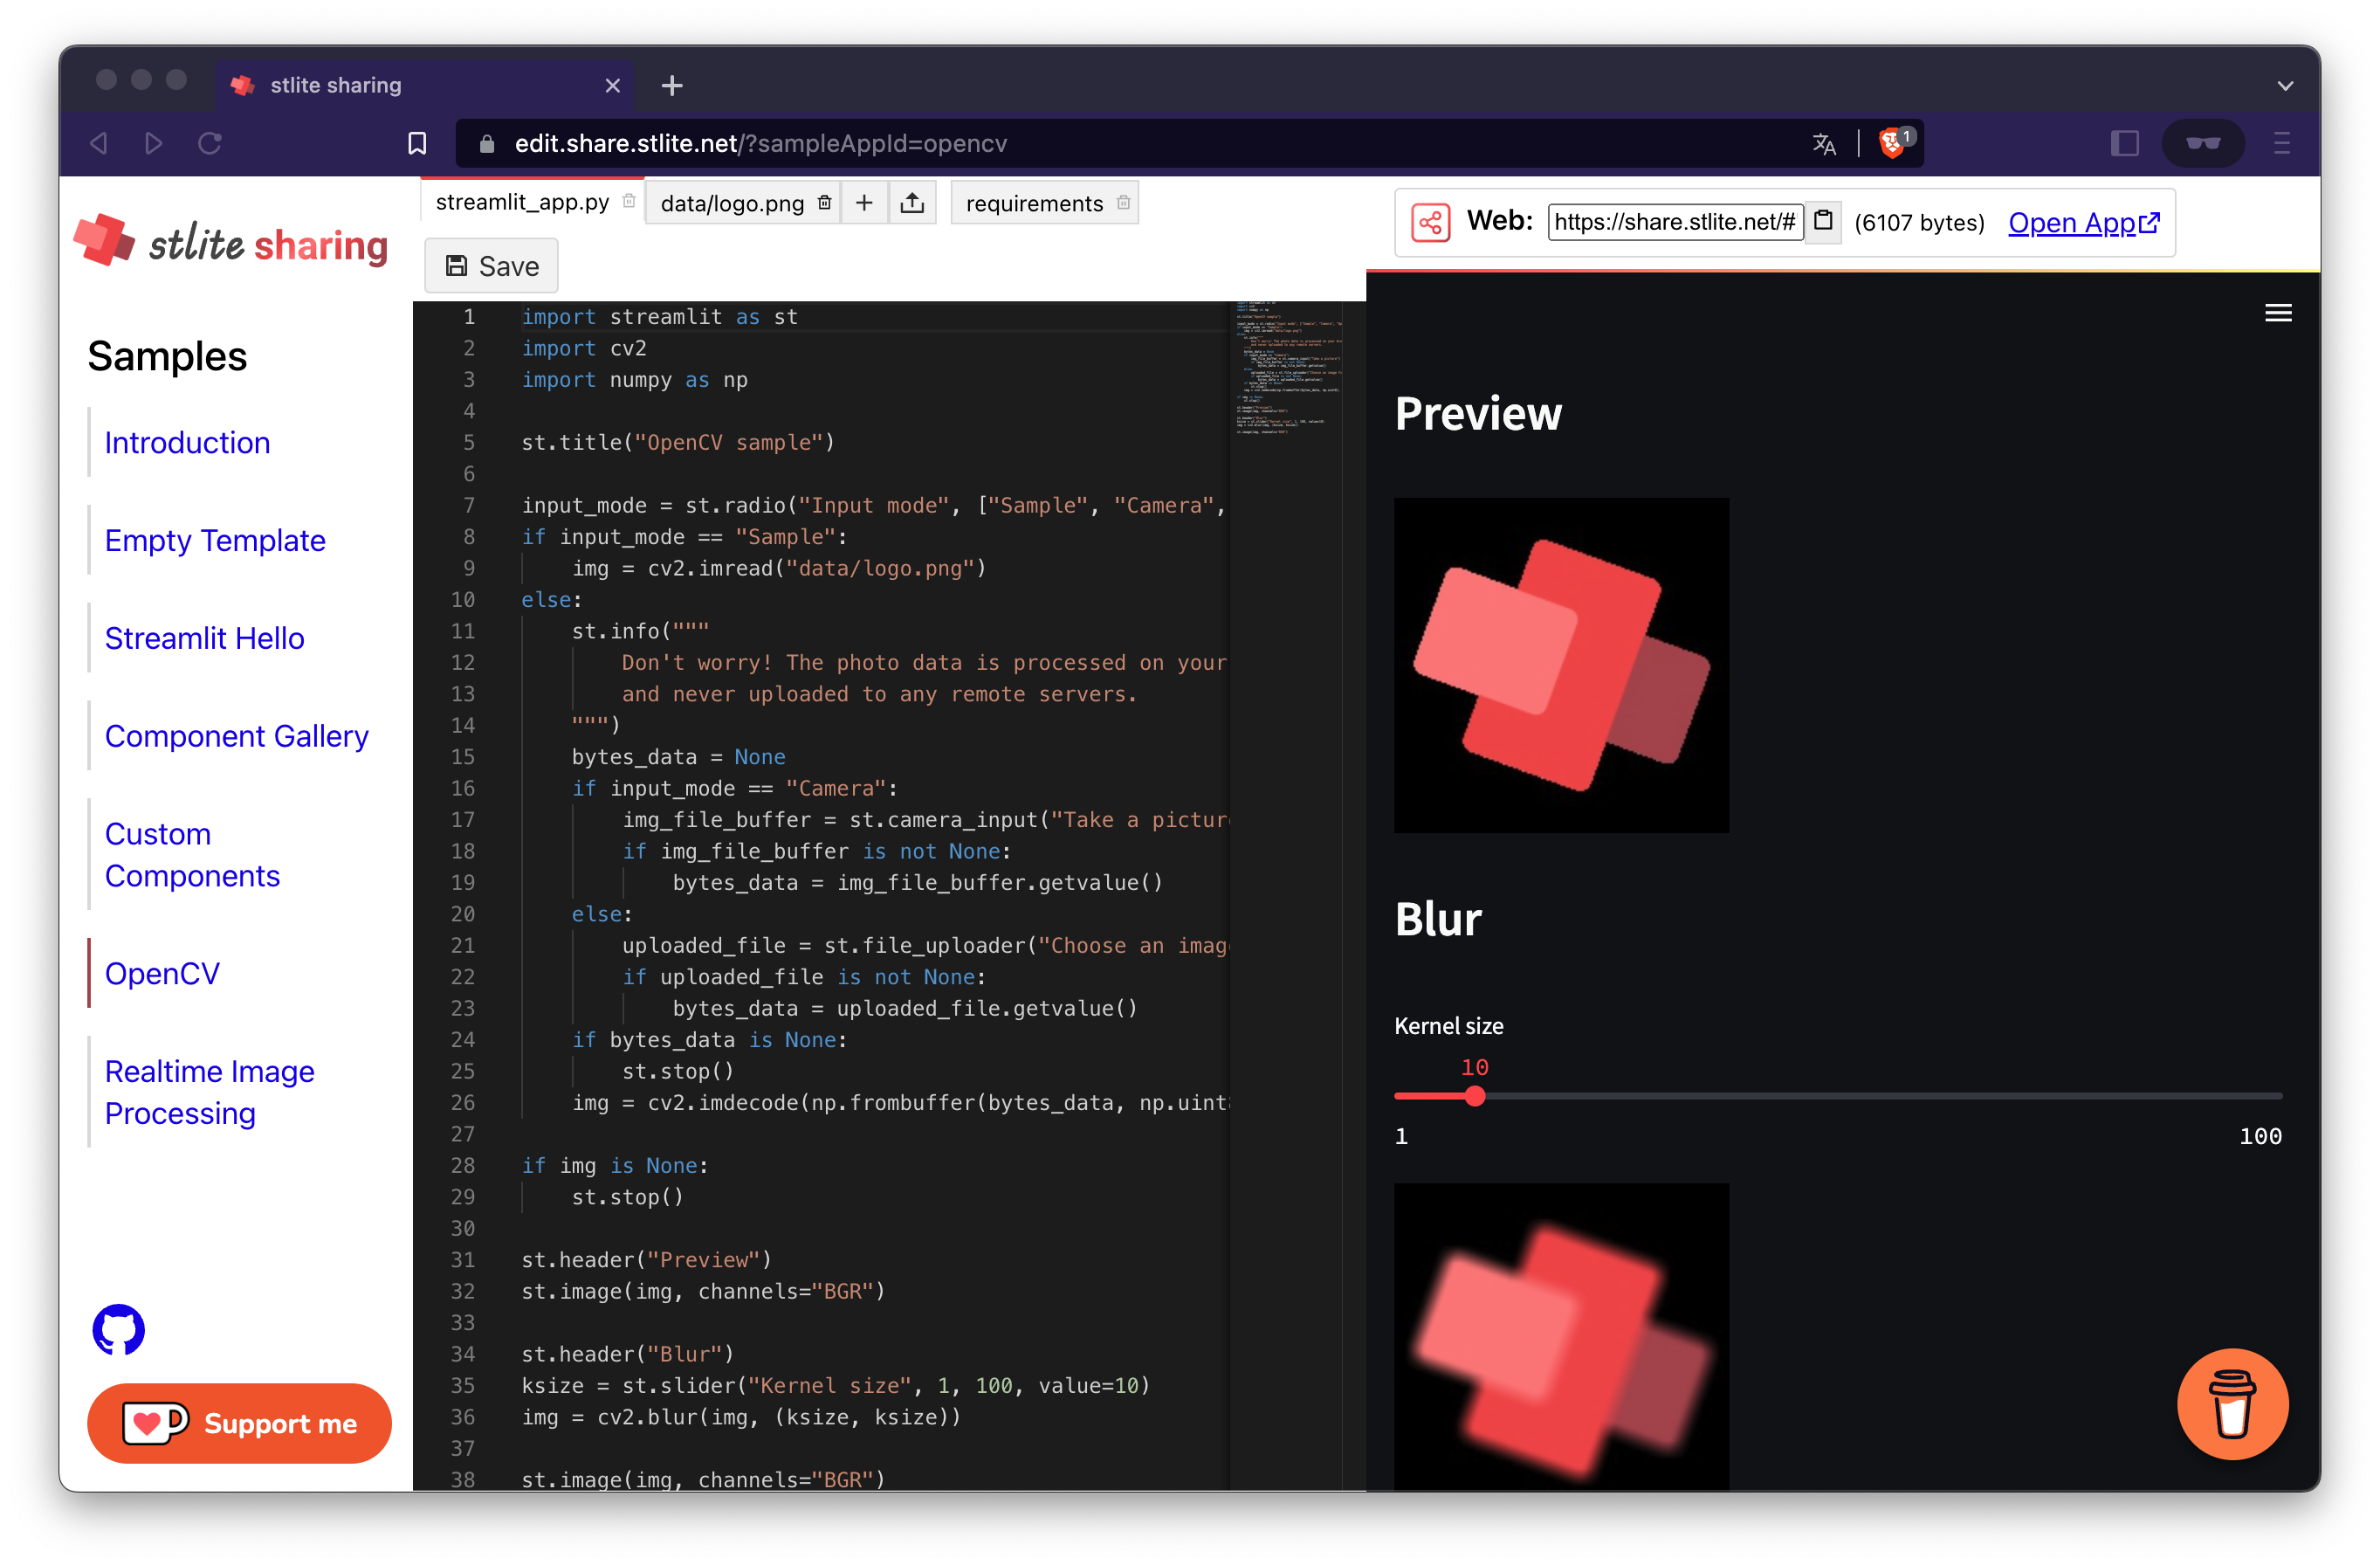 stlite sharing
edit.share.stlite.net/?sampleAppId=opencv
1
stlite sharing
Samples
Introduction
Empty Template
Streamlit Hello
Component Gallery
Custom
Components
OpenCV
Realtime Image
Processing
Support me
streamlit_app.py
data/logo.png
requirements
Save
1 import streamlit as st
2 import cv2
3 import numpy as np
4
5 st.title("OpenCV sample")
6
7 input_mode = st.radio("Input mode", ["Sample", "Camera",
8 if input_mode == "Sample":
9     img = cv2.imread("data/logo.png")
10 else:
11     st.info("""
12         Don't worry! The photo data is processed on your
13         and never uploaded to any remote servers.
14     """)
15     bytes_data = None
16     if input_mode == "Camera":
17         img_file_buffer = st.camera_input("Take a pictur
18         if img_file_buffer is not None:
19             bytes_data = img_file_buffer.getvalue()
20     else:
21         uploaded_file = st.file_uploader("Choose an imag
22         if uploaded_file is not None:
23             bytes_data = uploaded_file.getvalue()
24     if bytes_data is None:
25         st.stop()
26     img = cv2.imdecode(np.frombuffer(bytes_data, np.uint8
27
28 if img is None:
29     st.stop()
30
31 st.header("Preview")
32 st.image(img, channels="BGR")
33
34 st.header("Blur")
35 ksize = st.slider("Kernel size", 1, 100, value=10)
36 img = cv2.blur(img, (ksize, ksize))
37
38 st.image(img, channels="BGR")
Web: https://share.stlite.net/# (6107 bytes) Open App
Preview
Blur
Kernel size
10
1 100